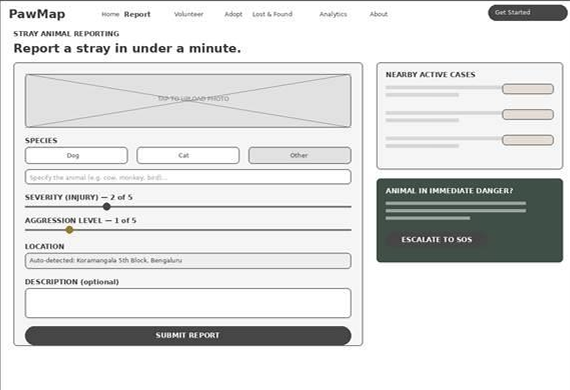 PawMap
Home Report Volunteer Adopt Lost & Found Analytics About Get Started
STRAY ANIMAL REPORTING
Report a stray in under a minute.
TAP TO UPLOAD PHOTO
SPECIES
Dog Cat Other
Specify the animal (e.g. cow, monkey, bird)...
SEVERITY (INJURY) — 2 of 5
AGGRESSION LEVEL — 1 of 5
LOCATION
Auto-detected: Koramangala 5th Block, Bengaluru
DESCRIPTION (optional)
SUBMIT REPORT
NEARBY ACTIVE CASES
ANIMAL IN IMMEDIATE DANGER?
ESCALATE TO SOS